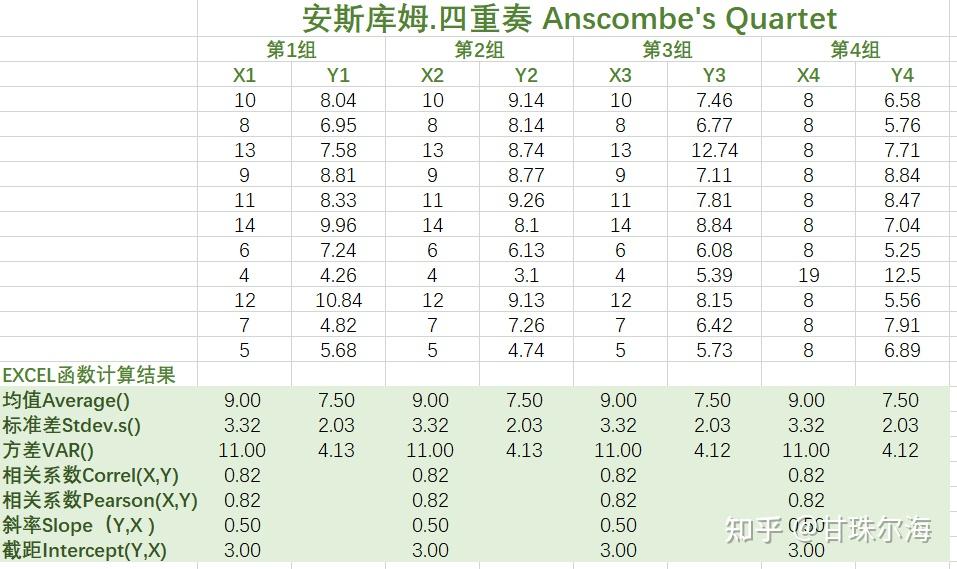 安斯库姆.四重奏 Anscombe's Quartet
第1组 第2组 第3组 第4组
X1 Y1 X2 Y2 X3 Y3 X4 Y4
10 8.04 10 9.14 10 7.46 8 6.58
8 6.95 8 8.14 8 6.77 8 5.76
13 7.58 13 8.74 13 12.74 8 7.71
9 8.81 9 8.77 9 7.11 8 8.84
11 8.33 11 9.26 11 7.81 8 8.47
14 9.96 14 8.1 14 8.84 8 7.04
6 7.24 6 6.13 6 6.08 8 5.25
4 4.26 4 3.1 4 5.39 19 12.5
12 10.84 12 9.13 12 8.15 8 5.56
7 4.82 7 7.26 7 6.42 8 7.91
5 5.68 5 4.74 5 5.73 8 6.89
EXCEL函数计算结果
均值Average() 9.00 7.50 9.00 7.50 9.00 7.50 9.00 7.50
标准差Stdev.s() 3.32 2.03 3.32 2.03 3.32 2.03 3.32 2.03
方差VAR() 11.00 4.13 11.00 4.13 11.00 4.12 11.00 4.12
相关系数Correl(X,Y) 0.82 0.82 0.82 0.82
相关系数Pearson(X,Y) 0.82 0.82 0.82 0.82
斜率Slope（Y,X ) 0.50 0.50 0.50 0.50
截距Intercept(Y,X) 3.00 3.00 3.00 3.00
知乎 @甘珠尔海